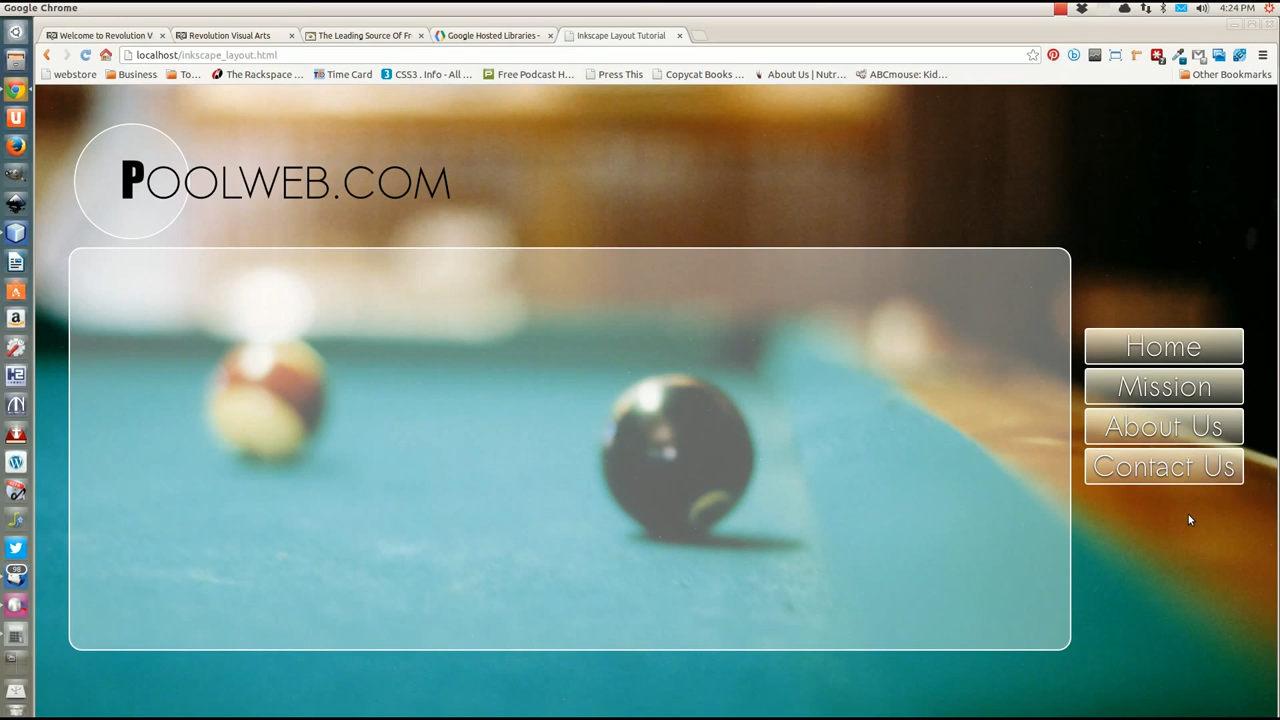 Google Chrome
4:24 PM
Welcome to Revolution V
Revolution Visual Arts
The Leading Source Of Fr
Google Hosted Libraries -
Inkscape Layout Tutorial
localhost/inkscape_layout.html
webstore
Business
To...
The Rackspace ...
Time Card
CSS3 . Info - All ...
Free Podcast H...
Press This
Copycat Books ...
About Us | Nutr...
ABCmouse: Kid...
Other Bookmarks
POOLWEB.COM
Home
Mission
About Us
Contact Us
98